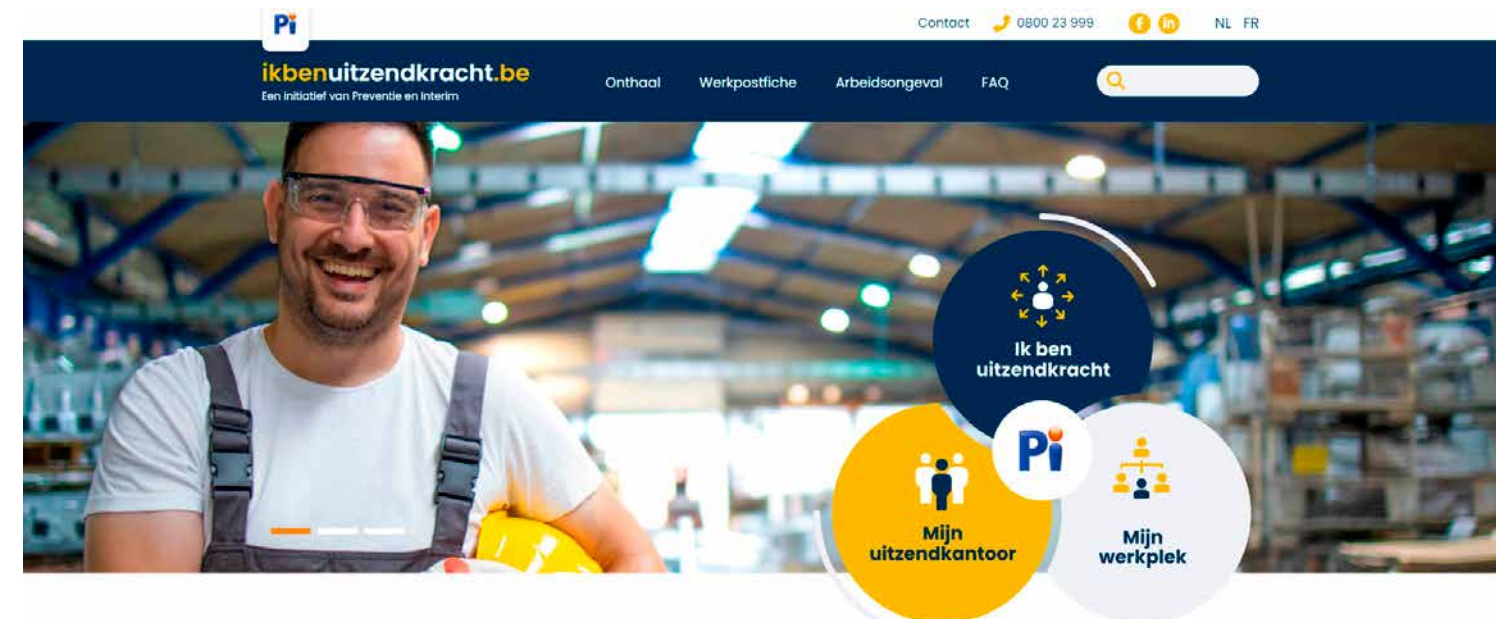 Pi
Contact 0800 23 999 NL FR
ikbenuitzendkracht.be
Een initiatief van Preventie en Interim
Onthaal Werkpostfiche Arbeidsongeval FAQ
Ik ben
uitzendkracht
Pi
Mijn
uitzendkantoor
Mijn
werkplek